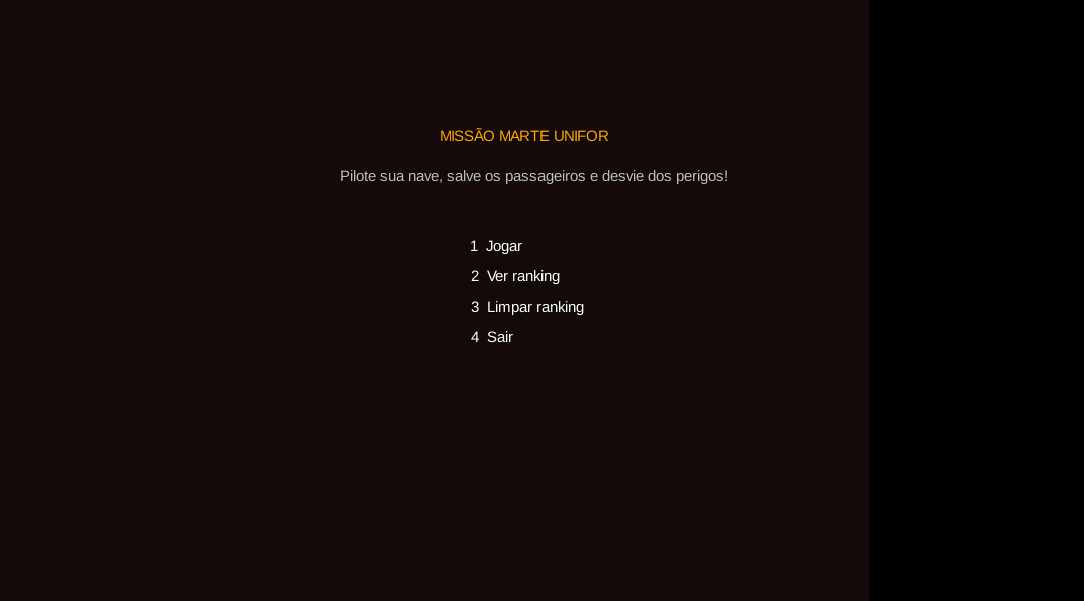 MISSÃO MARTE UNIFOR
Pilote sua nave, salve os passageiros e desvie dos perigos!
1 Jogar
2 Ver ranking
3 Limpar ranking
4 Sair